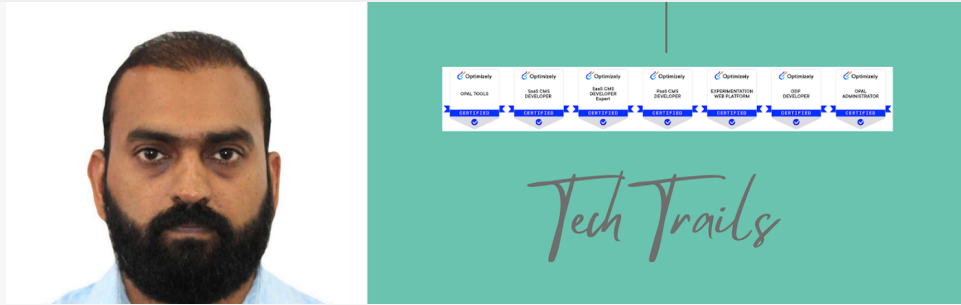 Optimizely
OPAL TOOLS
CERTIFIED
Optimizely
SaaS CMS
DEVELOPER
CERTIFIED
Optimizely
SaaS CMS
DEVELOPER
Expert
CERTIFIED
Optimizely
PaaS CMS
DEVELOPER
CERTIFIED
Optimizely
EXPERIMENTATION
WEB PLATFORM
CERTIFIED
Optimizely
ODP
DEVELOPER
CERTIFIED
Optimizely
OPAL
ADMINISTRATOR
CERTIFIED
Tech Trails